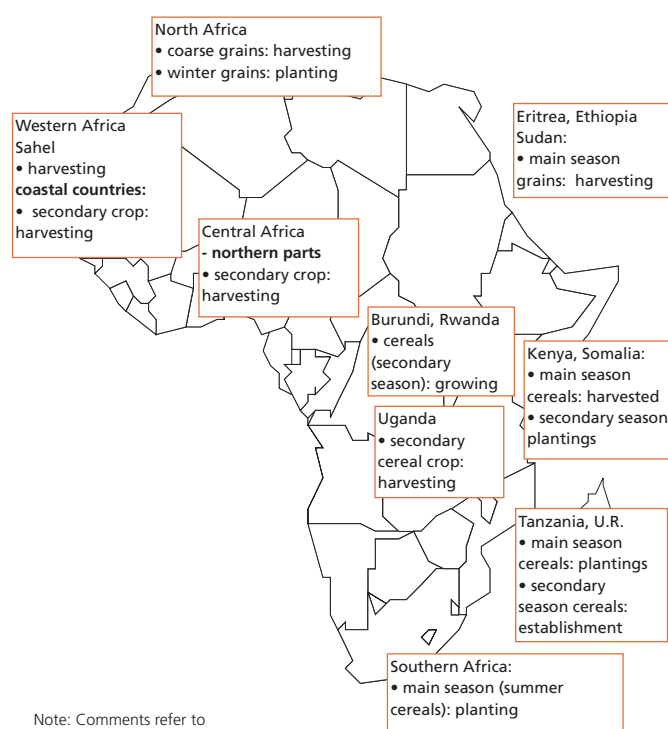 North Africa
• coarse grains: harvesting
• winter grains: planting
Western Africa
Sahel
• harvesting
coastal countries:
• secondary crop:
harvesting
Eritrea, Ethiopia
Sudan:
• main season
grains: harvesting
Central Africa
- northern parts
• secondary crop:
harvesting
Burundi, Rwanda
• cereals
(secondary
season): growing
Kenya, Somalia:
• main season
cereals: harvested
• secondary season
plantings
Uganda
• secondary
cereal crop:
harvesting
Tanzania, U.R.
• main season
cereals: plantings
• secondary
season cereals:
establishment
Southern Africa:
• main season (summer
cereals): planting
Note: Comments refer to